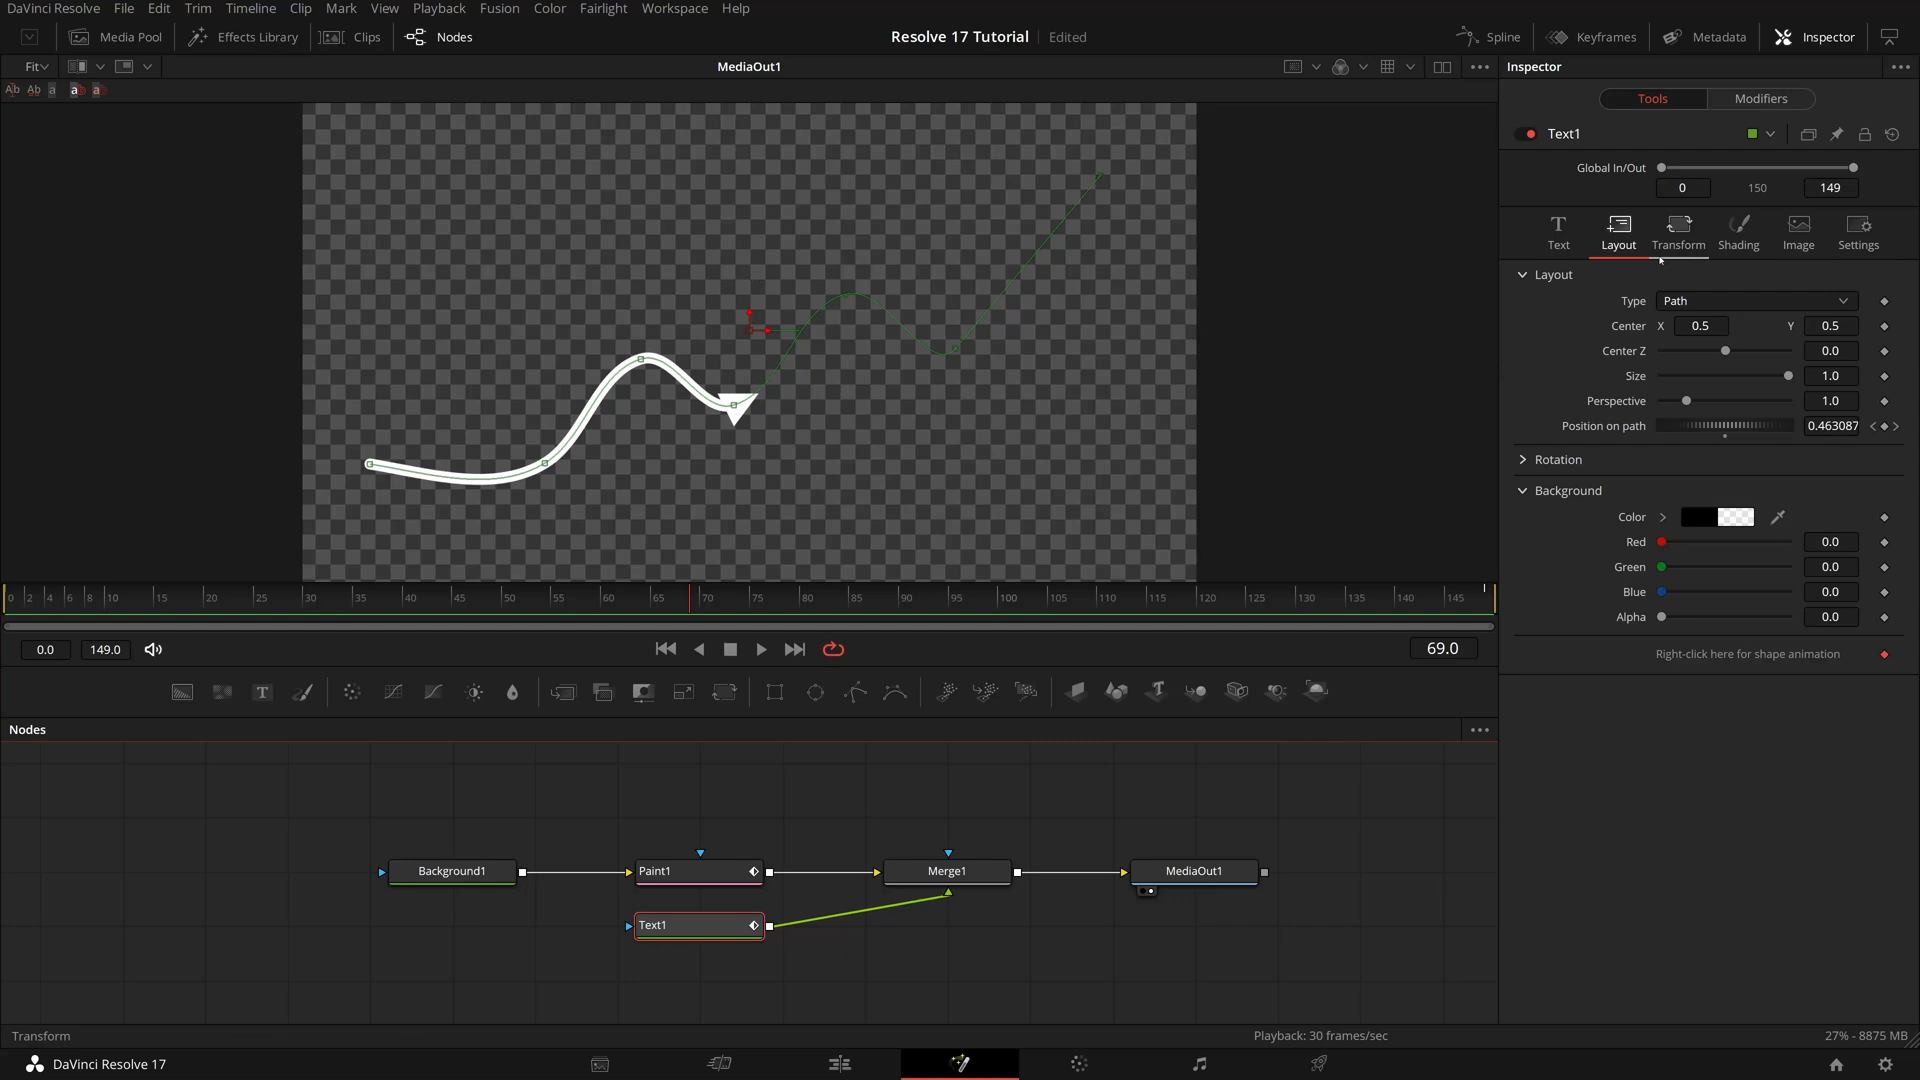 DaVinci Resolve File Edit Trim Timeline Clip Mark View Playback Fusion Color Fairlight Workspace Help
Media Pool Effects Library Clips Nodes Resolve 17 Tutorial Edited Spline Keyframes Metadata Inspector
Fit MediaOut1 Inspector
Ab Ab a a a
Tools Modifiers
Text1
Global In/Out
0 150 149
Text Layout Transform Shading Image Settings
Layout
Type Path
Center X 0.5 Y 0.5
Center Z 0.0
Size 1.0
Perspective 1.0
Position on path 0.463087
Rotation
Background
Color
Red 0.0
Green 0.0
Blue 0.0
Alpha 0.0
Right-click here for shape animation
0 2 4 6 8 10 15 20 25 30 35 40 45 50 55 60 65 70 75 80 85 90 95 100 105 110 115 120 125 130 135 140 145
0.0 149.0 69.0
T
Nodes
Background1 Paint1 Merge1 MediaOut1
Text1
Transform Playback: 30 frames/sec 27% - 8875 MB
DaVinci Resolve 17